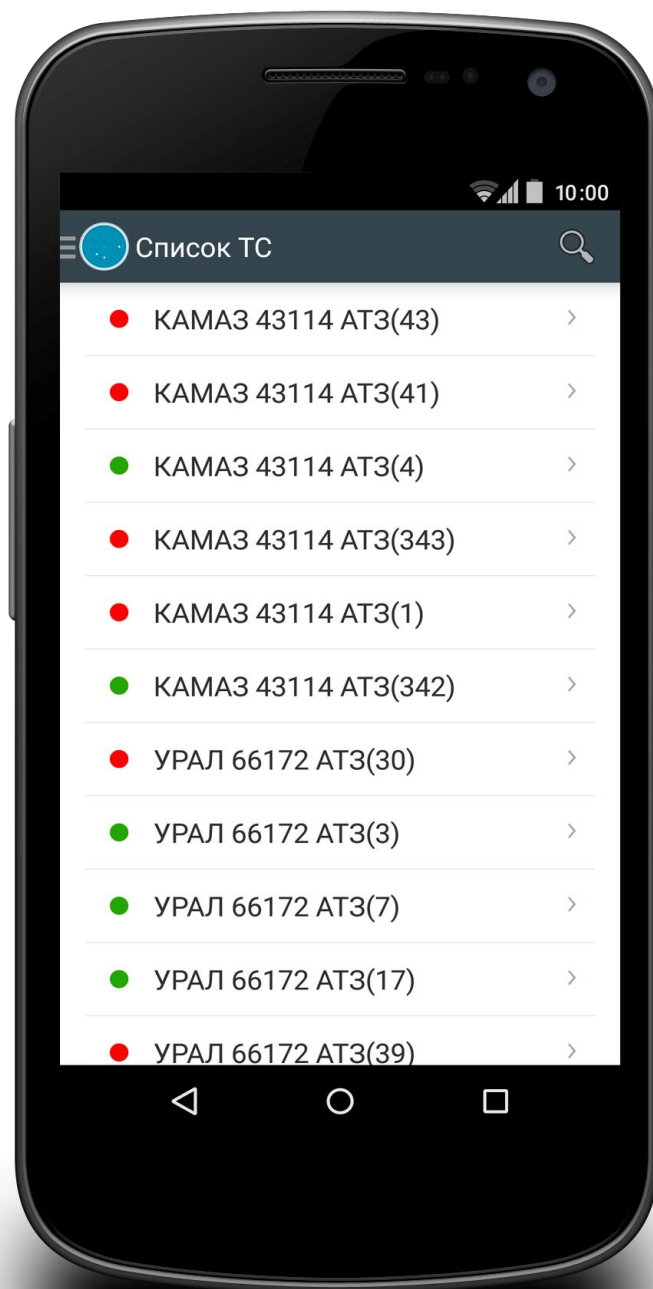 10:00
Список ТС
КАМАЗ 43114 АТЗ(43)
КАМАЗ 43114 АТЗ(41)
КАМАЗ 43114 АТЗ(4)
КАМАЗ 43114 АТЗ(343)
КАМАЗ 43114 АТЗ(1)
КАМАЗ 43114 АТЗ(342)
УРАЛ 66172 АТЗ(30)
УРАЛ 66172 АТЗ(3)
УРАЛ 66172 АТЗ(7)
УРАЛ 66172 АТЗ(17)
УРАЛ 66172 АТЗ(39)